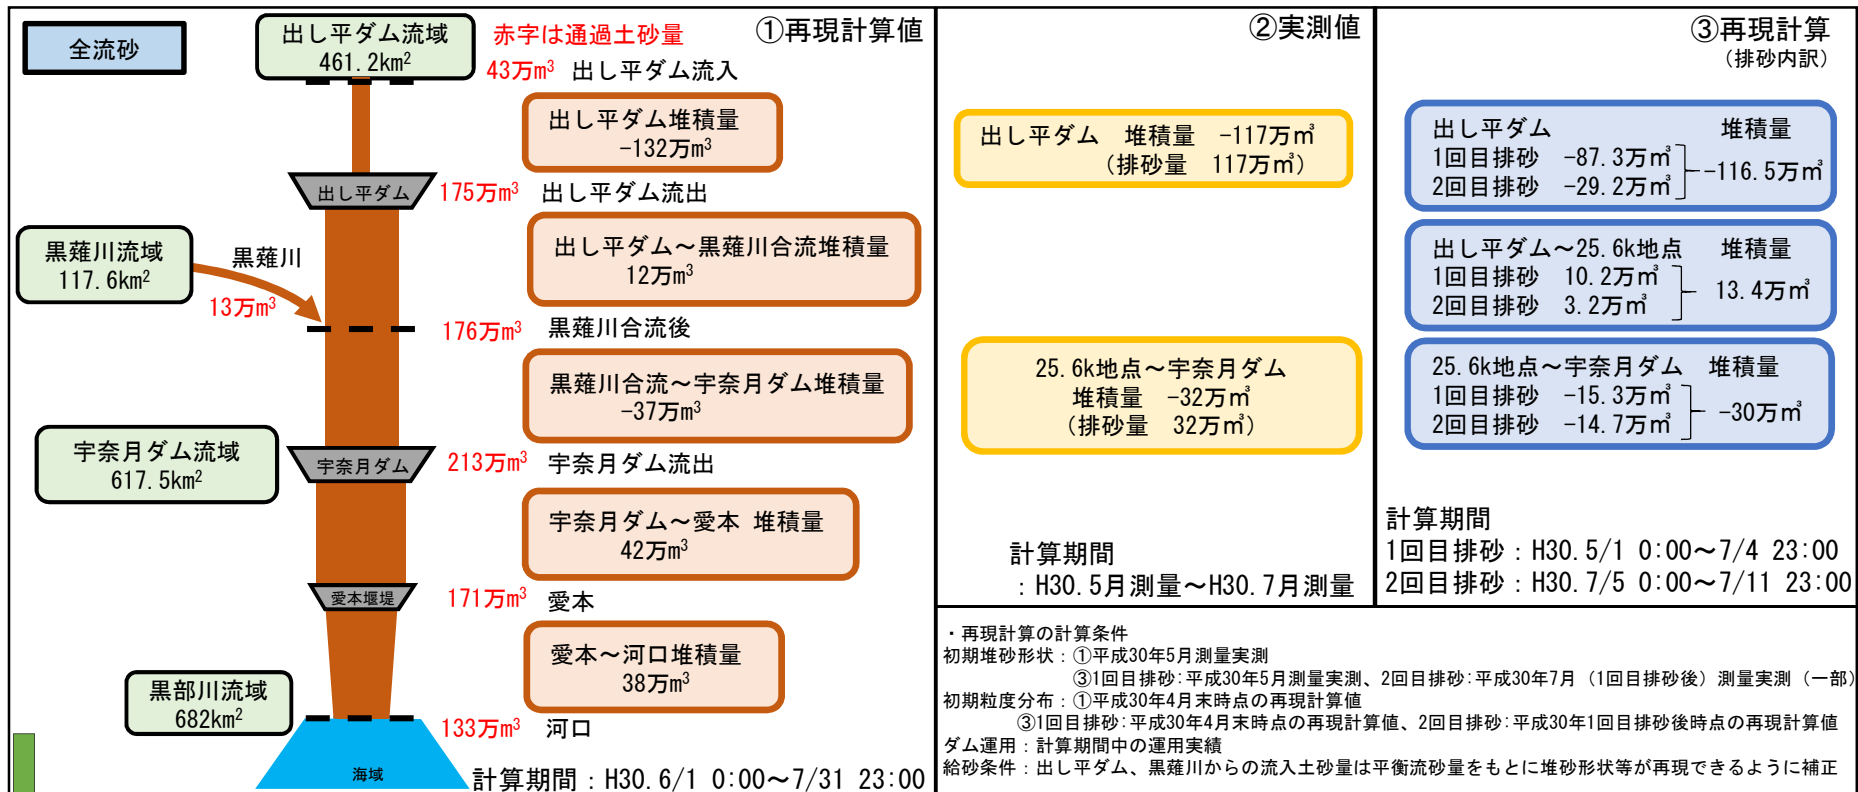 全流砂
出し平ダム流域
461.2km²
赤字は通過土砂量
①再現計算値
43万m³ 出し平ダム流入
出し平ダム堆積量
-132万m³
出し平ダム
175万m³ 出し平ダム流出
黒薙川流域
117.6km²
黒薙川
13万m³
出し平ダム～黒薙川合流堆積量
12万m³
176万m³ 黒薙川合流後
黒薙川合流～宇奈月ダム堆積量
-37万m³
宇奈月ダム流域
617.5km²
宇奈月ダム
213万m³ 宇奈月ダム流出
宇奈月ダム～愛本 堆積量
42万m³
愛本堰堤
171万m³ 愛本
愛本～河口堆積量
38万m³
黒部川流域
682km²
133万m³ 河口
海域
計算期間：H30.6/1 0:00～7/31 23:00
②実測値
出し平ダム 堆積量 -117万㎥
（排砂量 117万㎥）
25.6k地点～宇奈月ダム
堆積量 -32万㎥
（排砂量 32万㎥）
計算期間
：H30.5月測量～H30.7月測量
③再現計算
（排砂内訳）
出し平ダム 堆積量
1回目排砂 -87.3万㎥
2回目排砂 -29.2万㎥
-116.5万㎥
出し平ダム～25.6k地点 堆積量
1回目排砂 10.2万㎥
2回目排砂 3.2万㎥
13.4万㎥
25.6k地点～宇奈月ダム 堆積量
1回目排砂 -15.3万㎥
2回目排砂 -14.7万㎥
-30万㎥
計算期間
1回目排砂：H30.5/1 0:00～7/4 23:00
2回目排砂：H30.7/5 0:00～7/11 23:00
・再現計算の計算条件
初期堆砂形状：①平成30年5月測量実測
③1回目排砂:平成30年5月測量実測、2回目排砂:平成30年7月（1回目排砂後）測量実測（一部）
初期粒度分布：①平成30年4月末時点の再現計算値
③1回目排砂:平成30年4月末時点の再現計算値、2回目排砂:平成30年1回目排砂後時点の再現計算値
ダム運用：計算期間中の運用実績
給砂条件：出し平ダム、黒薙川からの流入土砂量は平衡流砂量をもとに堆砂形状等が再現できるように補正